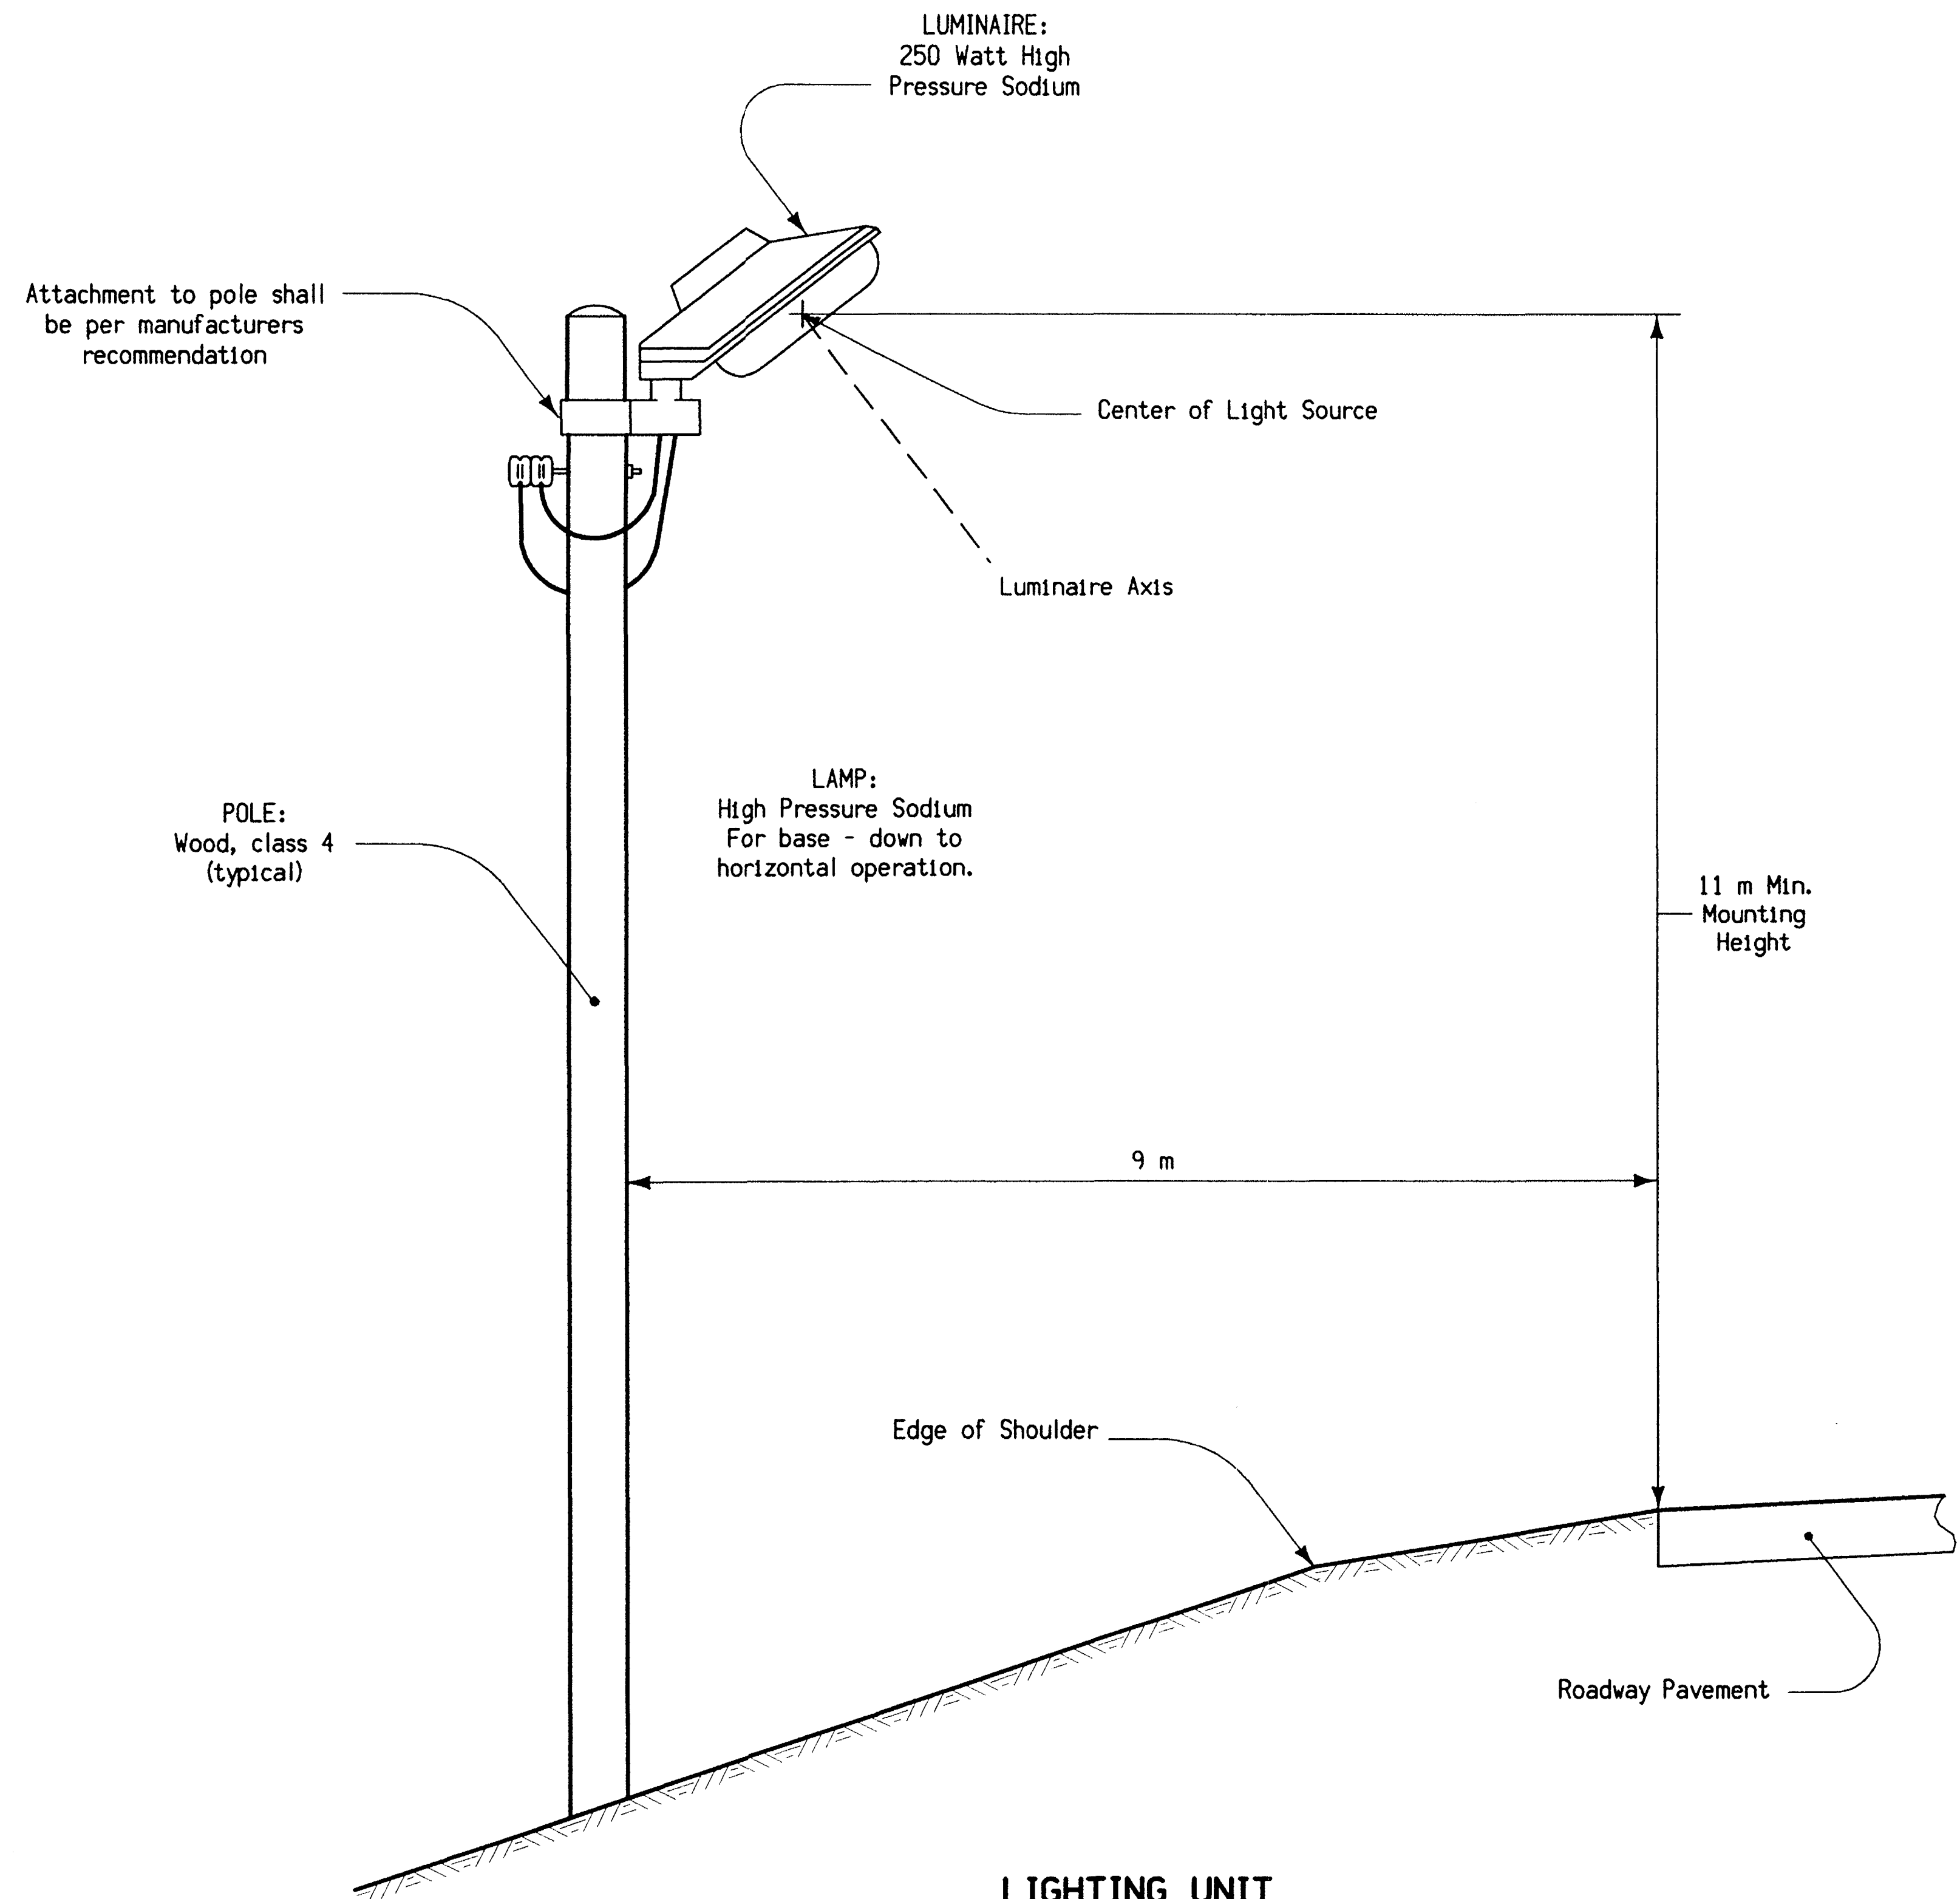 LUMINAIRE:
250 Watt High
Pressure Sodium
Attachment to pole shall
be per manufacturers
recommendation
Center of Light Source
Luminaire Axis
LAMP:
High Pressure Sodium
For base - down to
horizontal operation.
POLE:
Wood, class 4
(typical)
11 m Min.
Mounting
Height
9 m
Edge of Shoulder
Roadway Pavement
LIGHTING UNIT